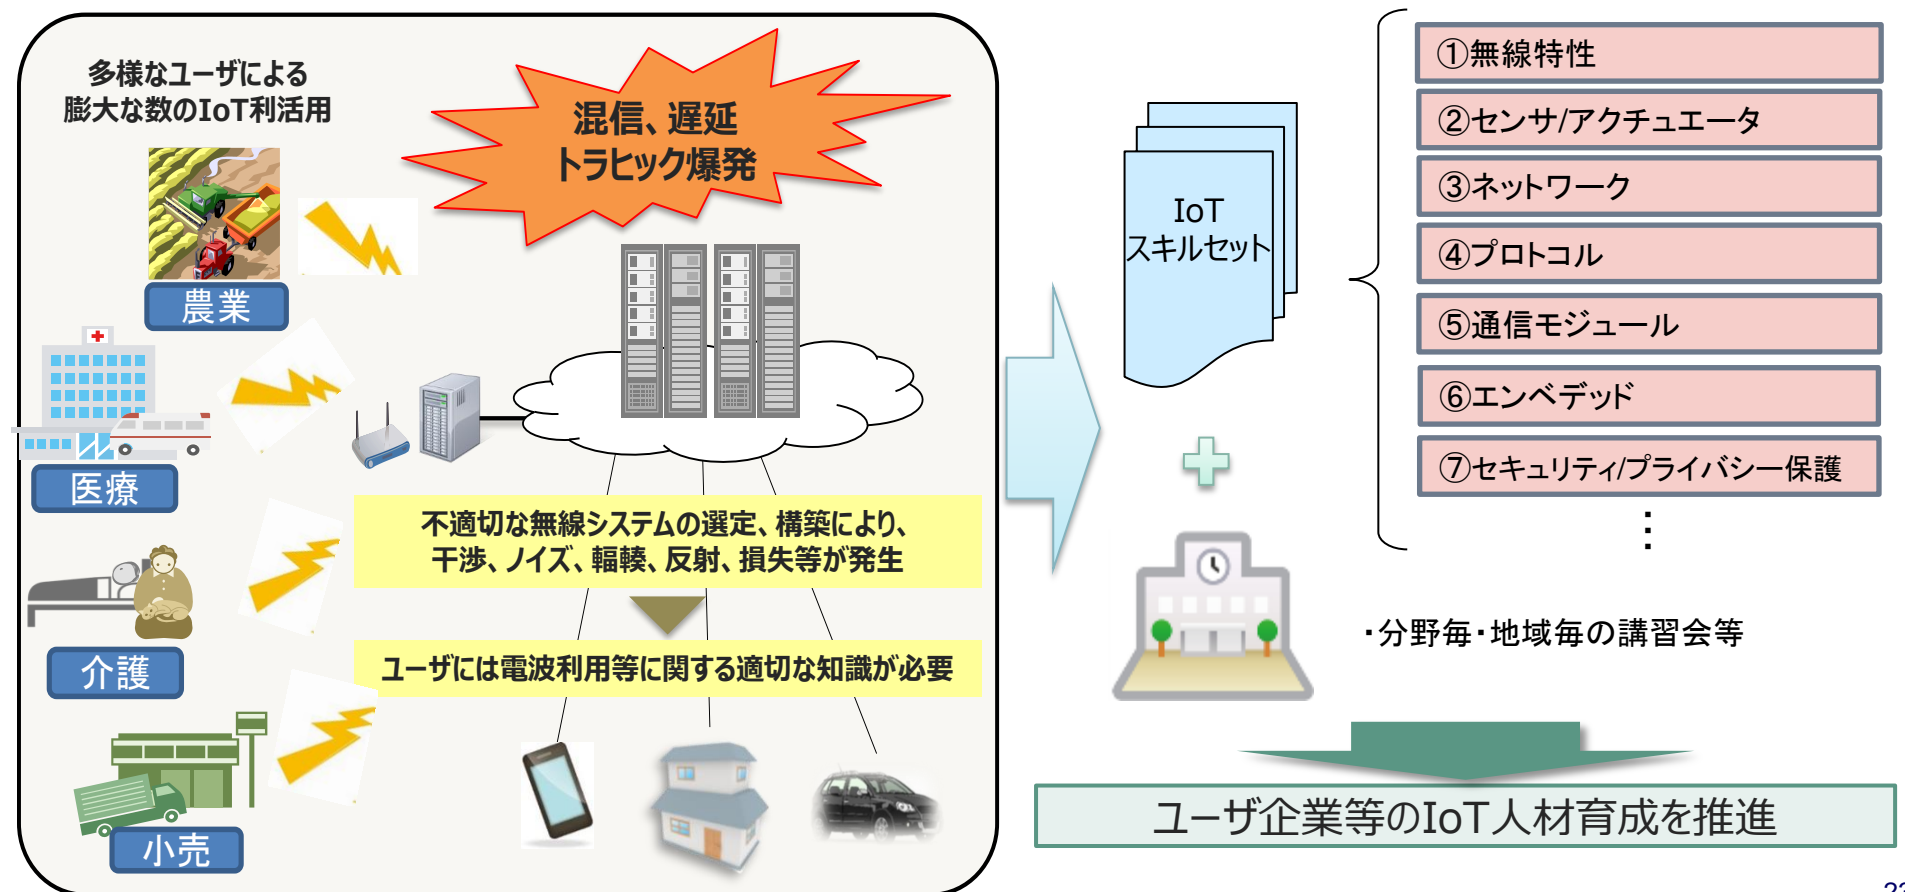 多様なユーザによる
膨大な数のIoT利活用
混信、遅延
トラヒック爆発
農業
医療
介護
小売
不適切な無線システムの選定、構築により、
干渉、ノイズ、輻輳、反射、損失等が発生
ユーザには電波利用等に関する適切な知識が必要
IoT
スキルセット
①無線特性
②センサ/アクチュエータ
③ネットワーク
④プロトコル
⑤通信モジュール
⑥エンベデッド
⑦セキュリティ/プライバシー保護
⋮
・分野毎・地域毎の講習会等
ユーザ企業等のIoT人材育成を推進